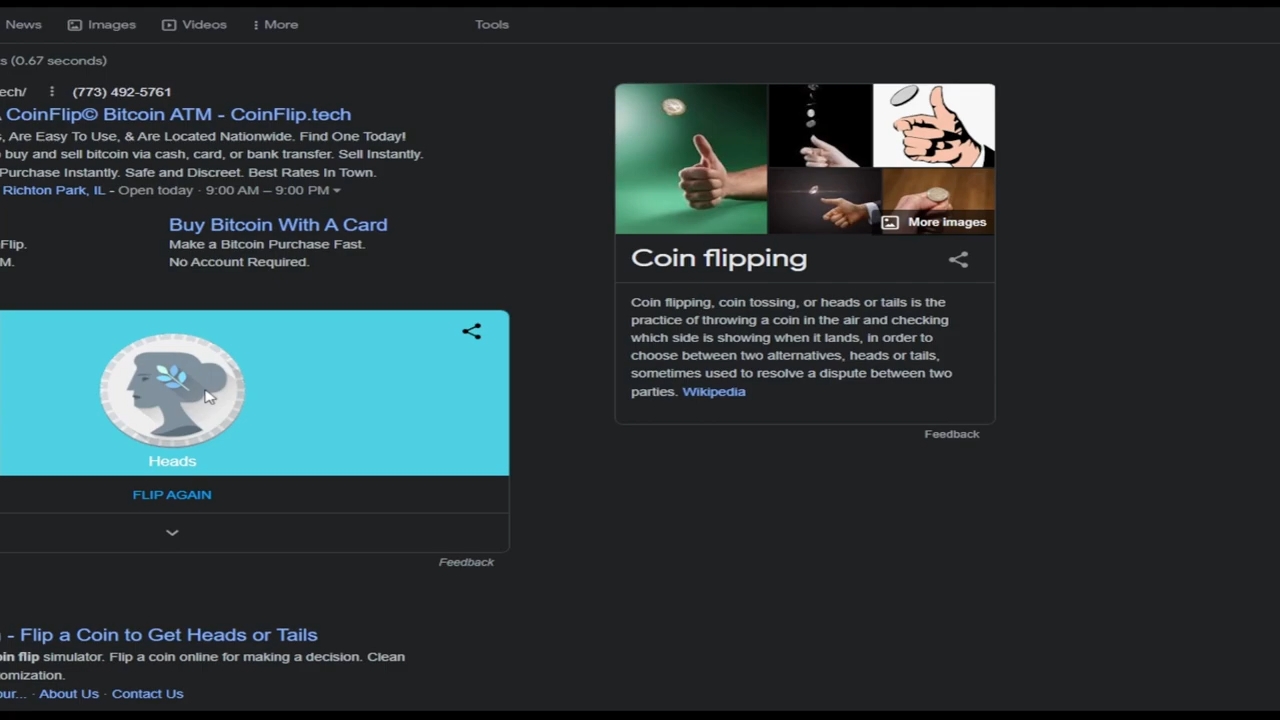 News Images Videos More Tools
s (0.67 seconds)
ech/ (773) 492-5761
CoinFlip© Bitcoin ATM - CoinFlip.tech
s, Are Easy To Use, & Are Located Nationwide. Find One Today!
buy and sell bitcoin via cash, card, or bank transfer. Sell Instantly.
Purchase Instantly. Safe and Discreet. Best Rates In Town.
Richton Park, IL - Open today · 9:00 AM – 9:00 PM
Buy Bitcoin With A Card
Flip. Make a Bitcoin Purchase Fast.
M. No Account Required.
Heads
FLIP AGAIN
Feedback
- Flip a Coin to Get Heads or Tails
oin flip simulator. Flip a coin online for making a decision. Clean
omization.
our... · About Us · Contact Us
More images
Coin flipping
Coin flipping, coin tossing, or heads or tails is the
practice of throwing a coin in the air and checking
which side is showing when it lands, in order to
choose between two alternatives, heads or tails,
sometimes used to resolve a dispute between two
parties. Wikipedia
Feedback